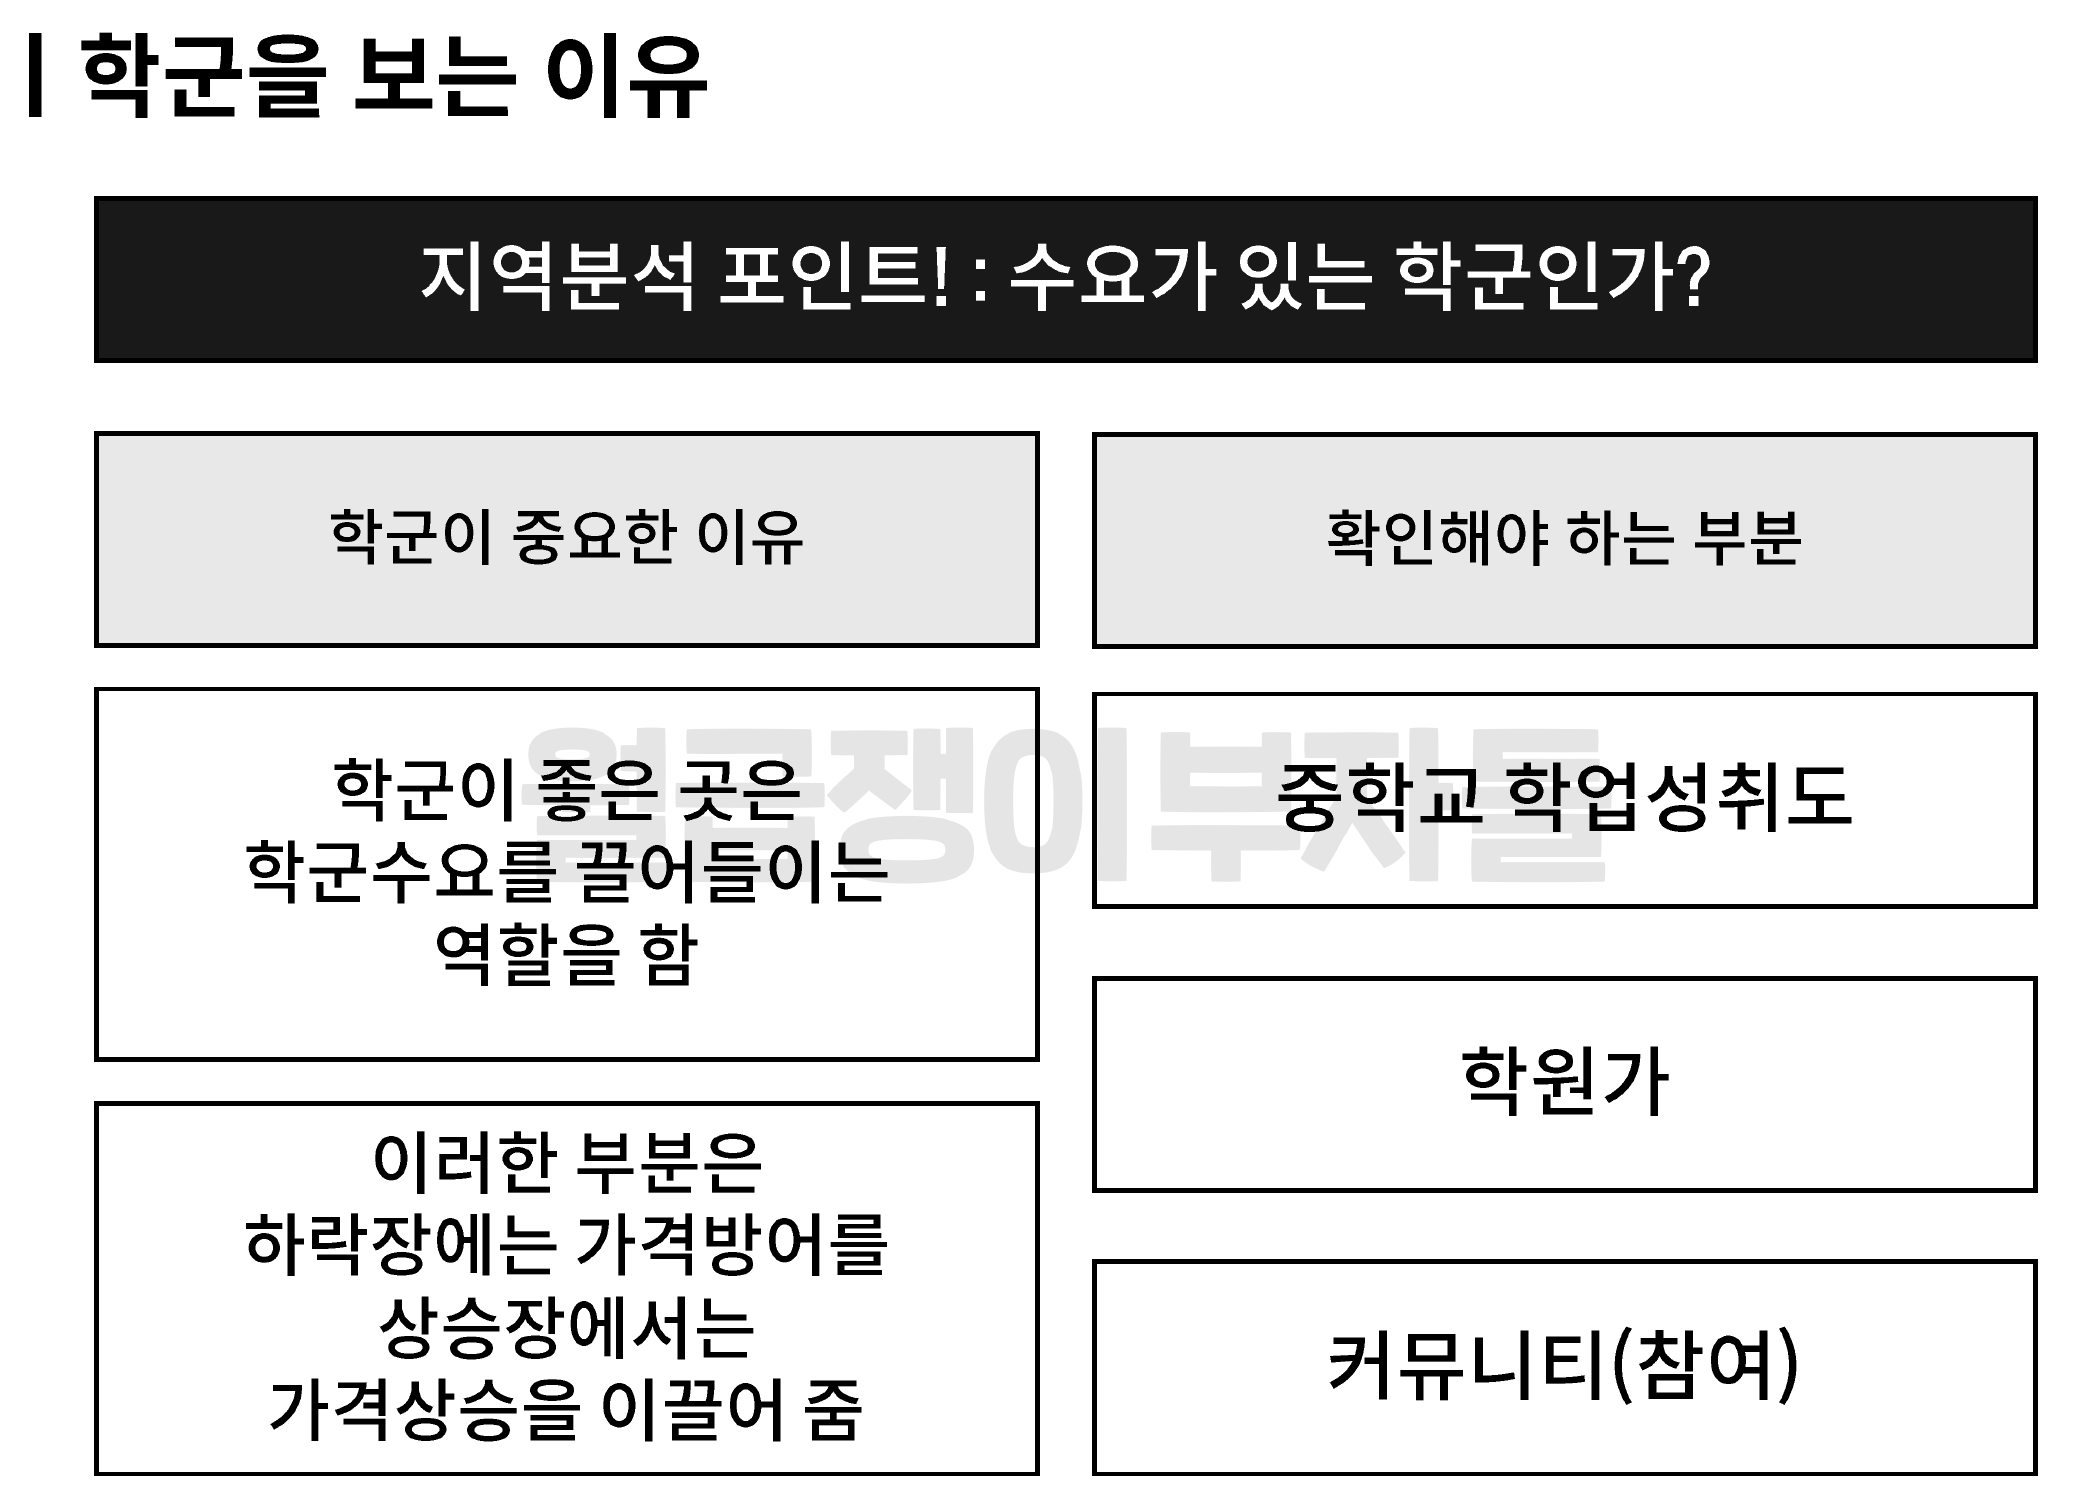 | 학군을 보는 이유
지역분석 포인트! : 수요가 있는 학군인가?
학군이 중요한 이유
학군이 좋은 곳은
학군수요를 끌어들이는
역할을 함
이러한 부분은
하락장에는 가격방어를
상승장에서는
가격상승을 이끌어 줌
확인해야 하는 부분
중학교 학업성취도
학원가
커뮤니티(참여)
월급쟁이부자들